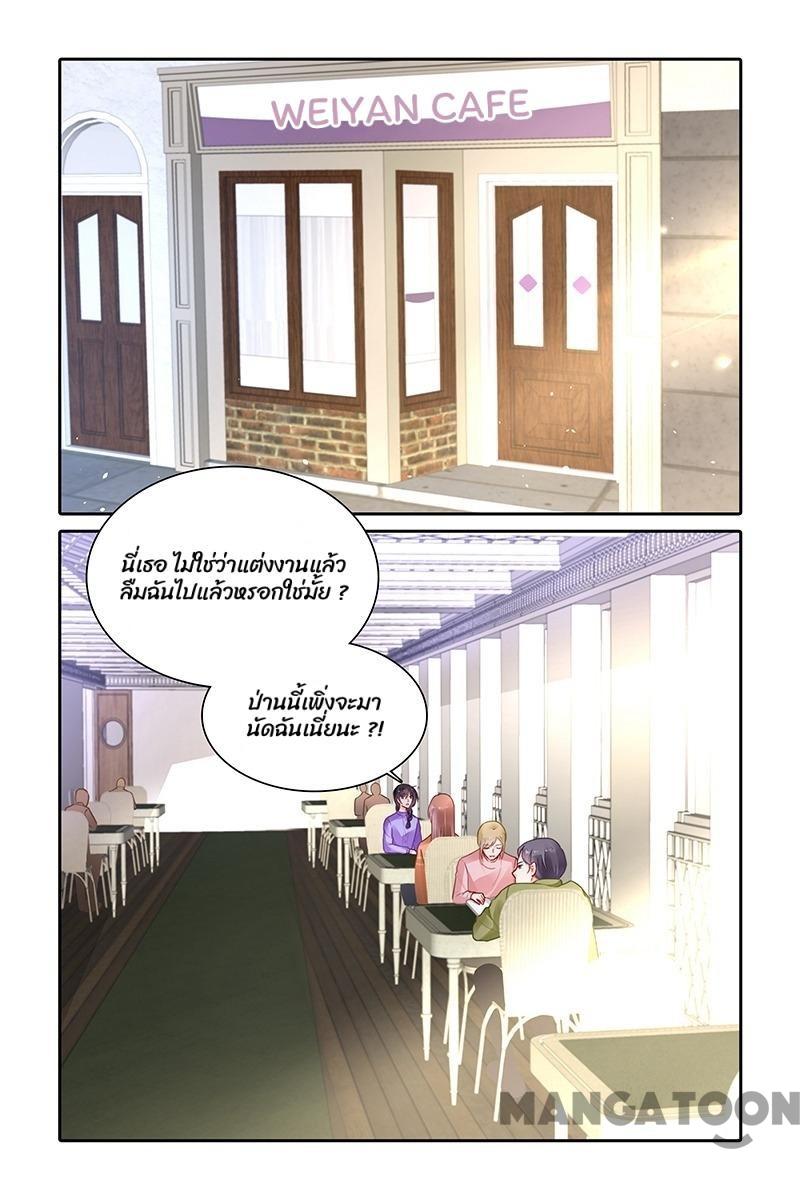 WEIYAN CAFE
นี่เธอ ไม่ใช่ว่าแต่งงานแล้ว
ลืมฉันไปแล้วหรอกใช่มั้ย ?
ป่านนี้เพิ่งจะมา
นัดฉันเนี่ยนะ ?!
MANGATOON